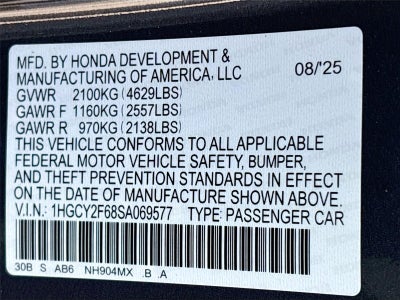 MFD. BY HONDA DEVELOPMENT &
MANUFACTURING OF AMERICA, LLC 08/'25
GVWR 2100KG (4629LBS)
GAWR F 1160KG (2557LBS)
GAWR R 970KG (2138LBS)
THIS VEHICLE CONFORMS TO ALL APPLICABLE
FEDERAL MOTOR VEHICLE SAFETY, BUMPER,
AND THEFT PREVENTION STANDARDS IN EFFECT
ON THE DATE OF MANUFACTURE SHOWN ABOVE.
V.I.N.: 1HGCY2F68SA069577 TYPE: PASSENGER CAR
30B S AB6 NH904MX .B .A